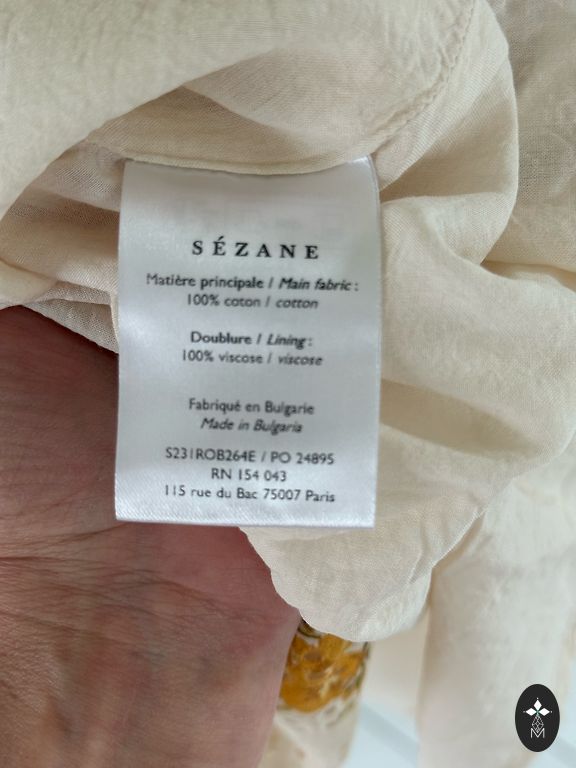 SÉZANE
Matière principale / Main fabric :
100% coton / cotton
Doublure / Lining :
100% viscose / viscose
Fabriqué en Bulgarie
Made in Bulgaria
S231ROB264E / PO 24895
RN 154 043
115 rue du Bac 75007 Paris
M